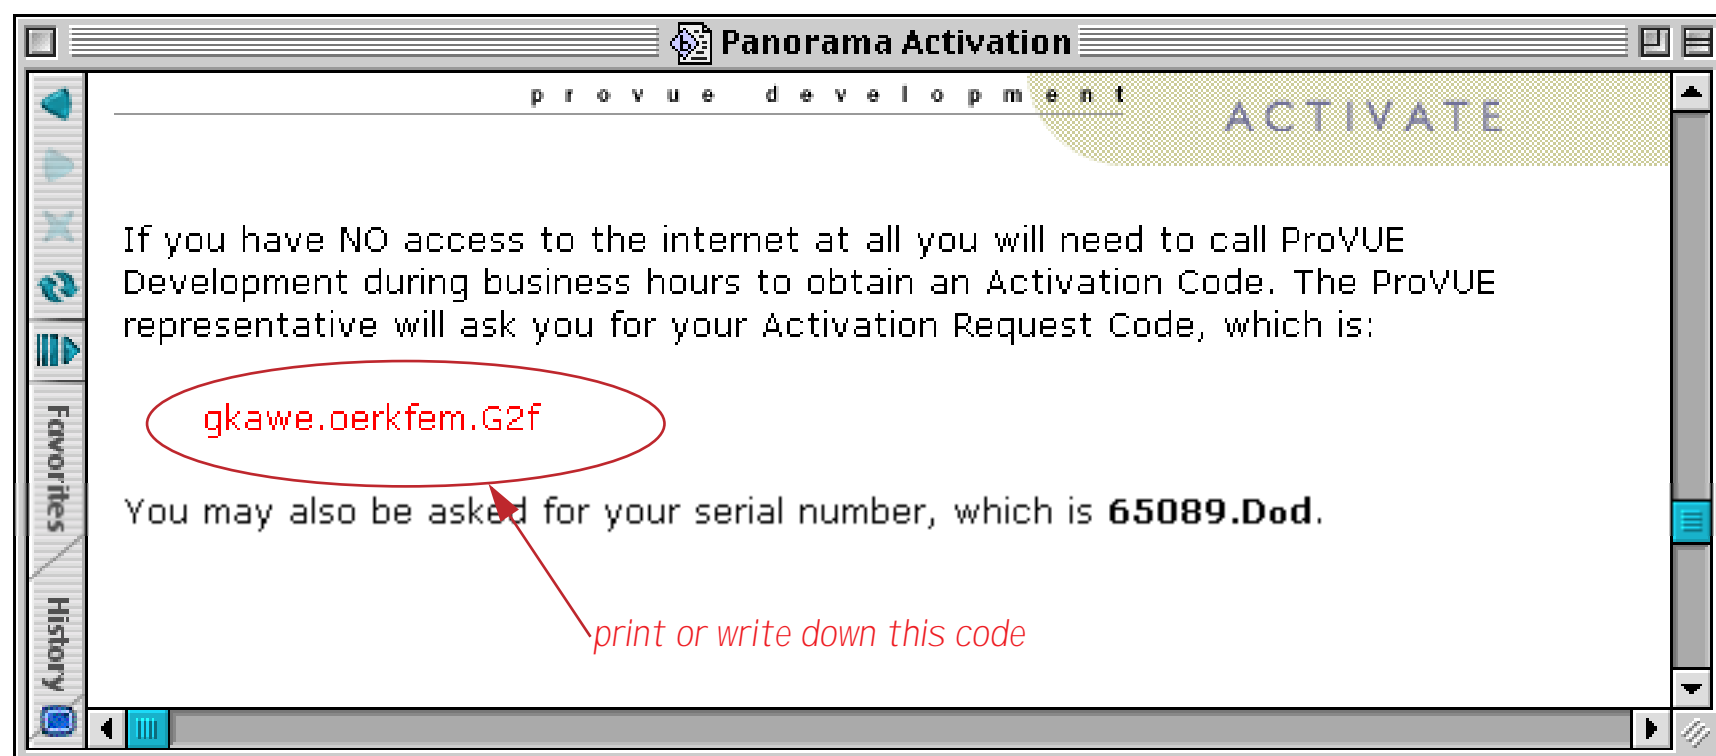 Panorama Activation
provue development
ACTIVATE
If you have NO access to the internet at all you will need to call ProVUE
Development during business hours to obtain an Activation Code. The ProVUE
representative will ask you for your Activation Request Code, which is:
gkawe.oerkfem.G2f
You may also be asked for your serial number, which is 65089.Dod.
print or write down this code
Favorites
History